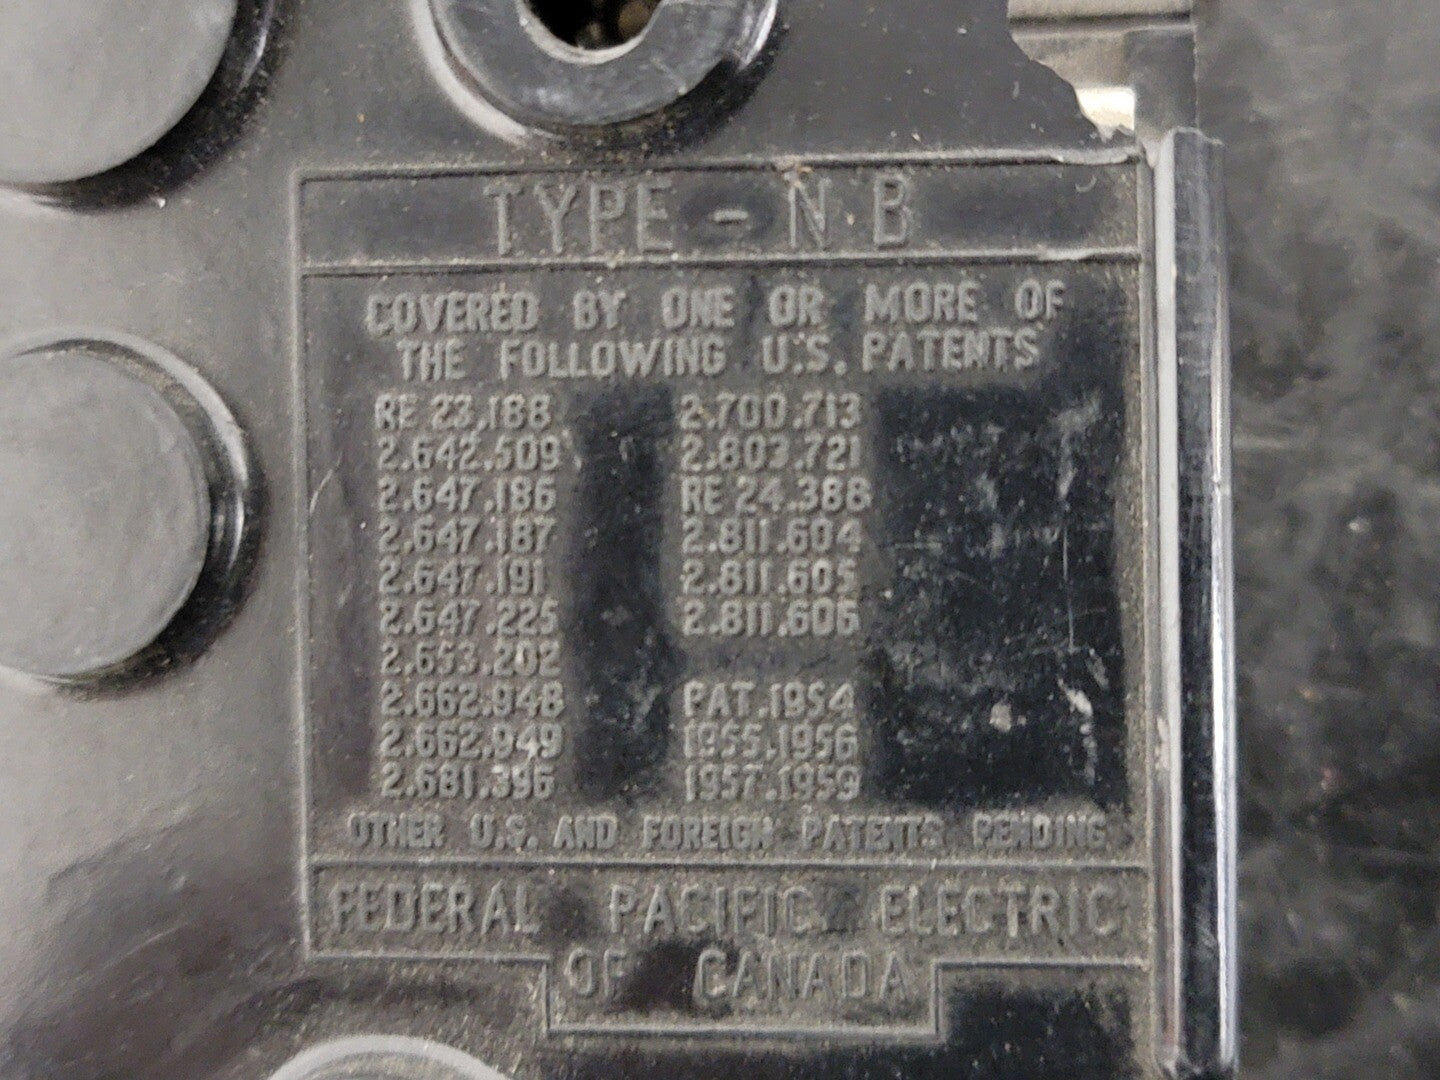 TYPE - NB
COVERED BY ONE OR MORE OF
THE FOLLOWING U.S. PATENTS
RE 23.188
2.642.509
2.647.186
2.647.187
2.647.191
2.647.225
2.653.202
2.662.948
2.662.949
2.681.396
2.700.713
2.803.721
RE 24.388
2.811.604
2.811.605
2.811.606
PAT.1954
1955.1956
1957.1959
OTHER U.S. AND FOREIGN PATENTS PENDING
FEDERAL PACIFIC ELECTRIC
OF CANADA